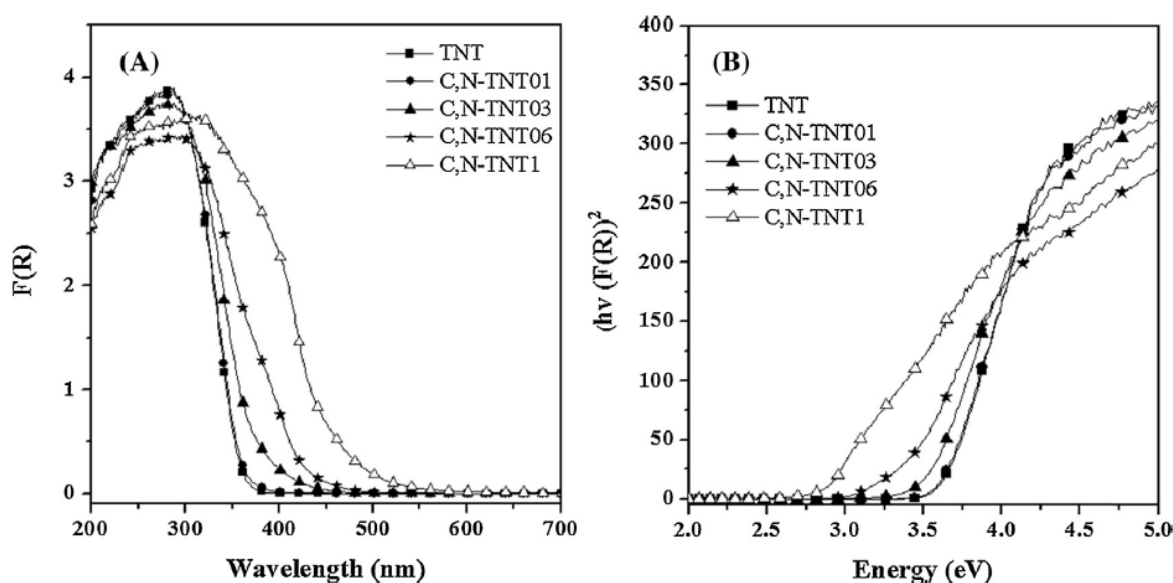 (A)
TNT
C,N-TNT01
C,N-TNT03
C,N-TNT06
C,N-TNT1
F(R)
4
3
2
1
0
200 300 400 500 600 700
Wavelength (nm)
(B)
TNT
C,N-TNT01
C,N-TNT03
C,N-TNT06
C,N-TNT1
(hv (F(R))²
400
350
300
250
200
150
100
50
0
2.0 2.5 3.0 3.5 4.0 4.5 5.0
Energy (eV)